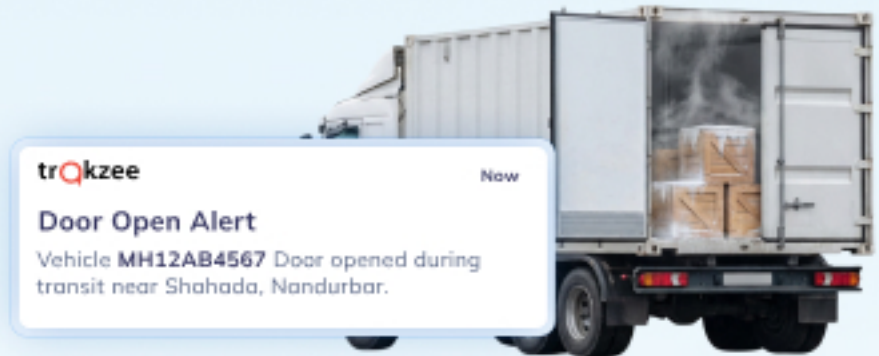 trakzee
Now
Door Open Alert
Vehicle MH12AB4567 Door opened during
transit near Shahada, Nandurbar.